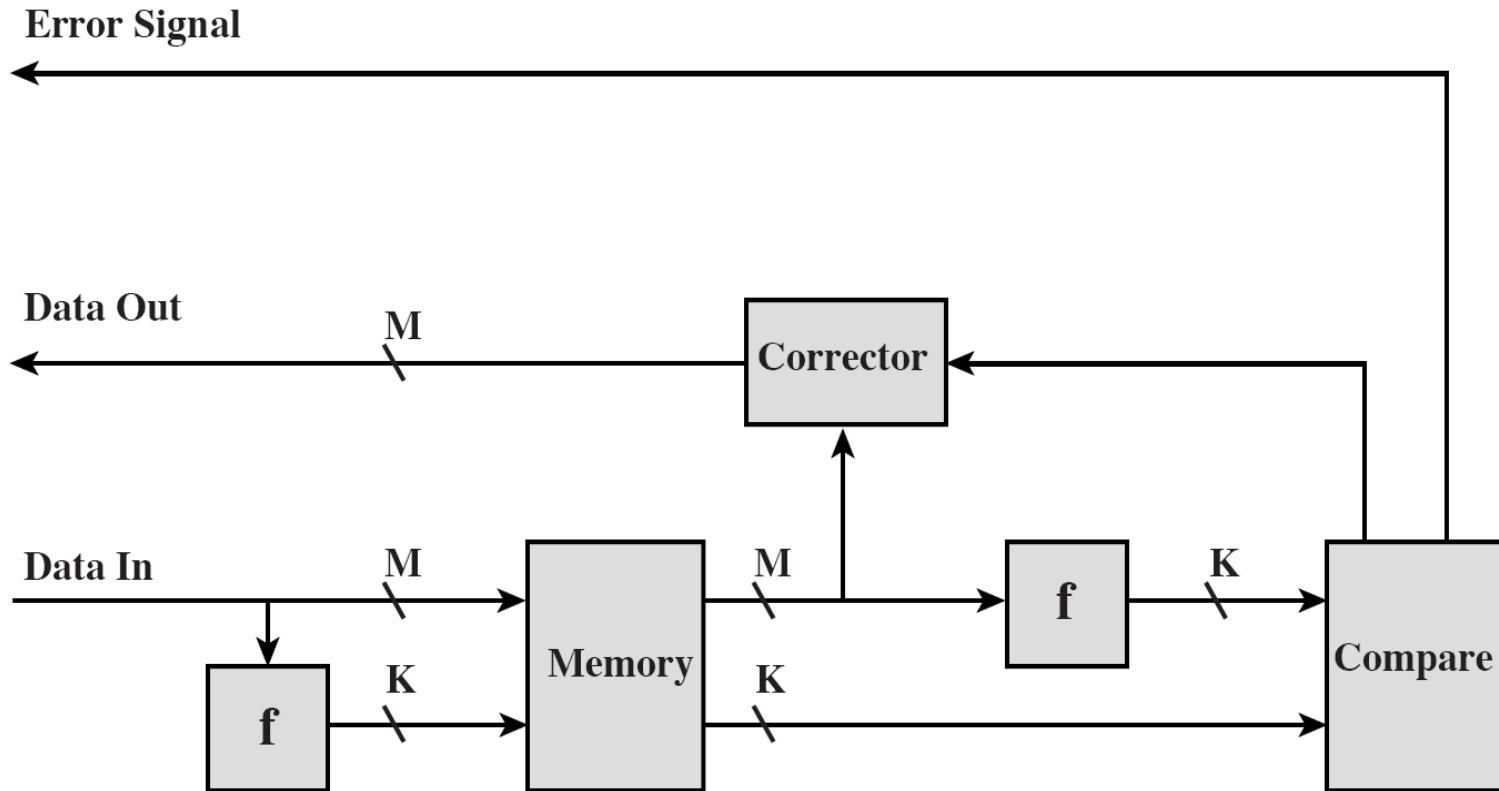 Error Signal
Data Out
M
Corrector
Data In
M
M
K
f
Memory
Compare
K
K
f